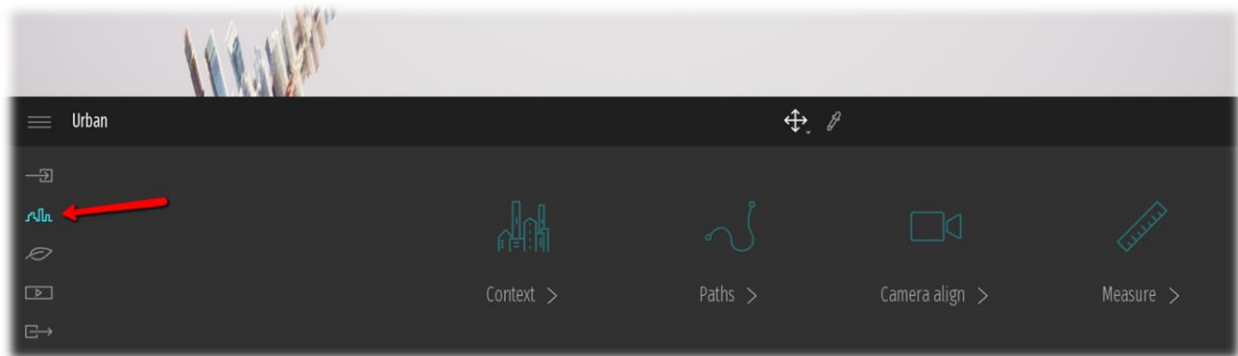 Urban
Context >
Paths >
Camera align >
Measure >